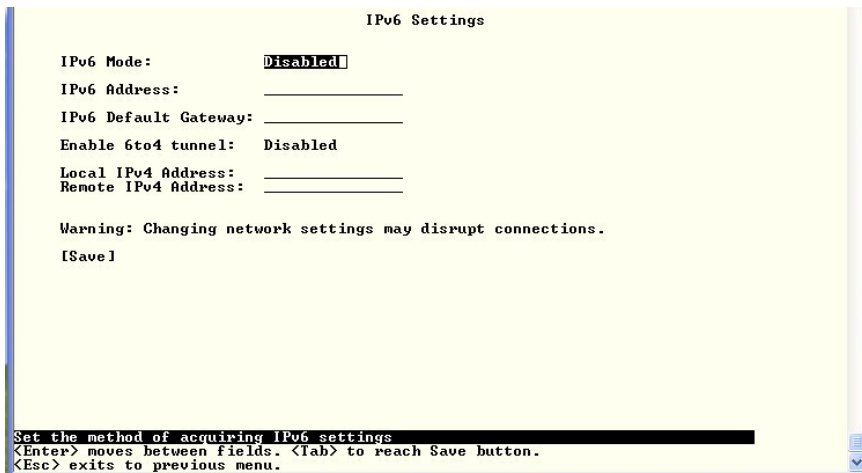 IPv6 Settings
IPv6 Mode: Disabled
IPv6 Address:
IPv6 Default Gateway:
Enable 6to4 tunnel: Disabled
Local IPv4 Address:
Remote IPv4 Address:
Warning: Changing network settings may disrupt connections.
[Save]
Set the method of acquiring IPv6 settings
<Enter> moves between fields. <Tab> to reach Save button.
<Esc> exits to previous menu.